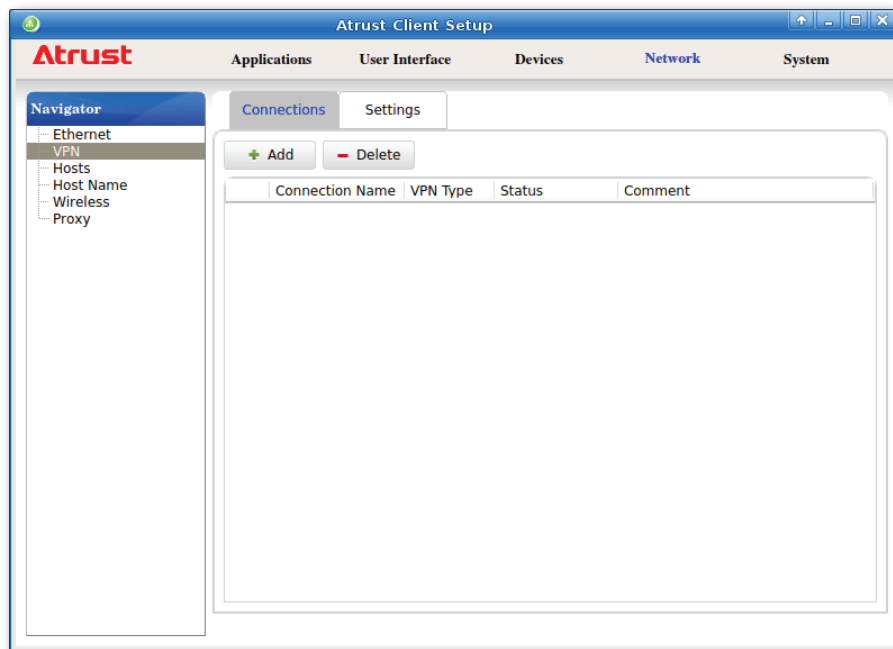 Atrust Client Setup
Atrust Applications User Interface Devices Network System
Navigator
Ethernet
VPN
Hosts
Host Name
Wireless
Proxy
Connections Settings
Add Delete
Connection Name VPN Type Status Comment